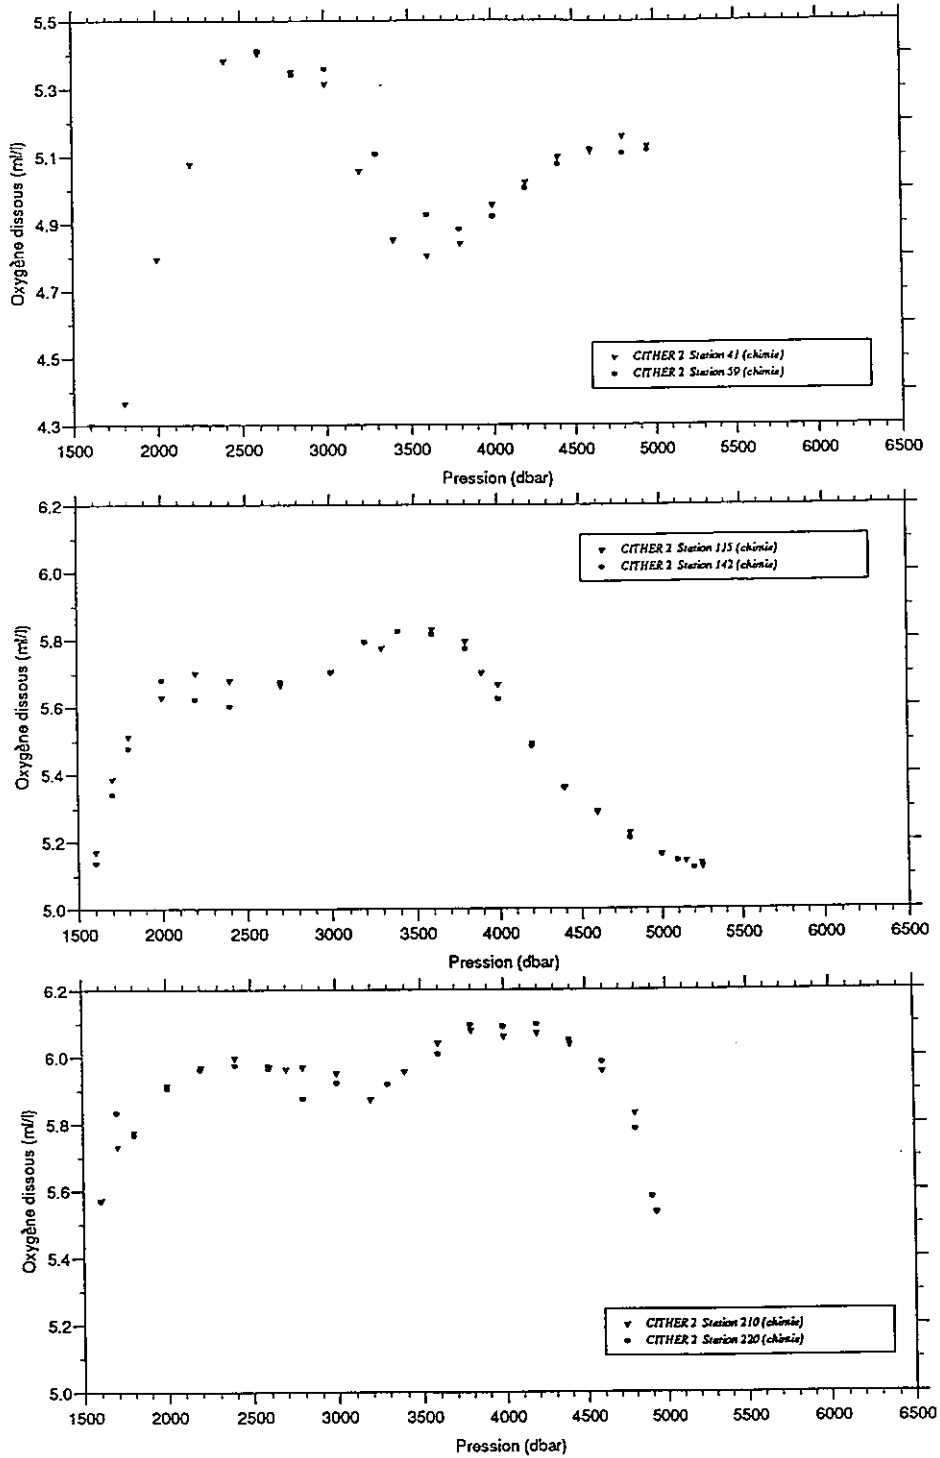 5.5
5.3
5.1
4.9
4.7
4.5
4.3
Oxygène dissous (ml/l)
CITHER 2 Station 41 (chimie)
CITHER 2 Station 59 (chimie)
1500 2000 2500 3000 3500 4000 4500 5000 5500 6000 6500
Pression (dbar)
6.2
6.0
5.8
5.6
5.4
5.2
5.0
Oxygène dissous (ml/l)
CITHER 2 Station 115 (chimie)
CITHER 2 Station 142 (chimie)
1500 2000 2500 3000 3500 4000 4500 5000 5500 6000 6500
Pression (dbar)
6.2
6.0
5.8
5.6
5.4
5.2
5.0
Oxygène dissous (ml/l)
CITHER 2 Station 210 (chimie)
CITHER 2 Station 220 (chimie)
1500 2000 2500 3000 3500 4000 4500 5000 5500 6000 6500
Pression (dbar)